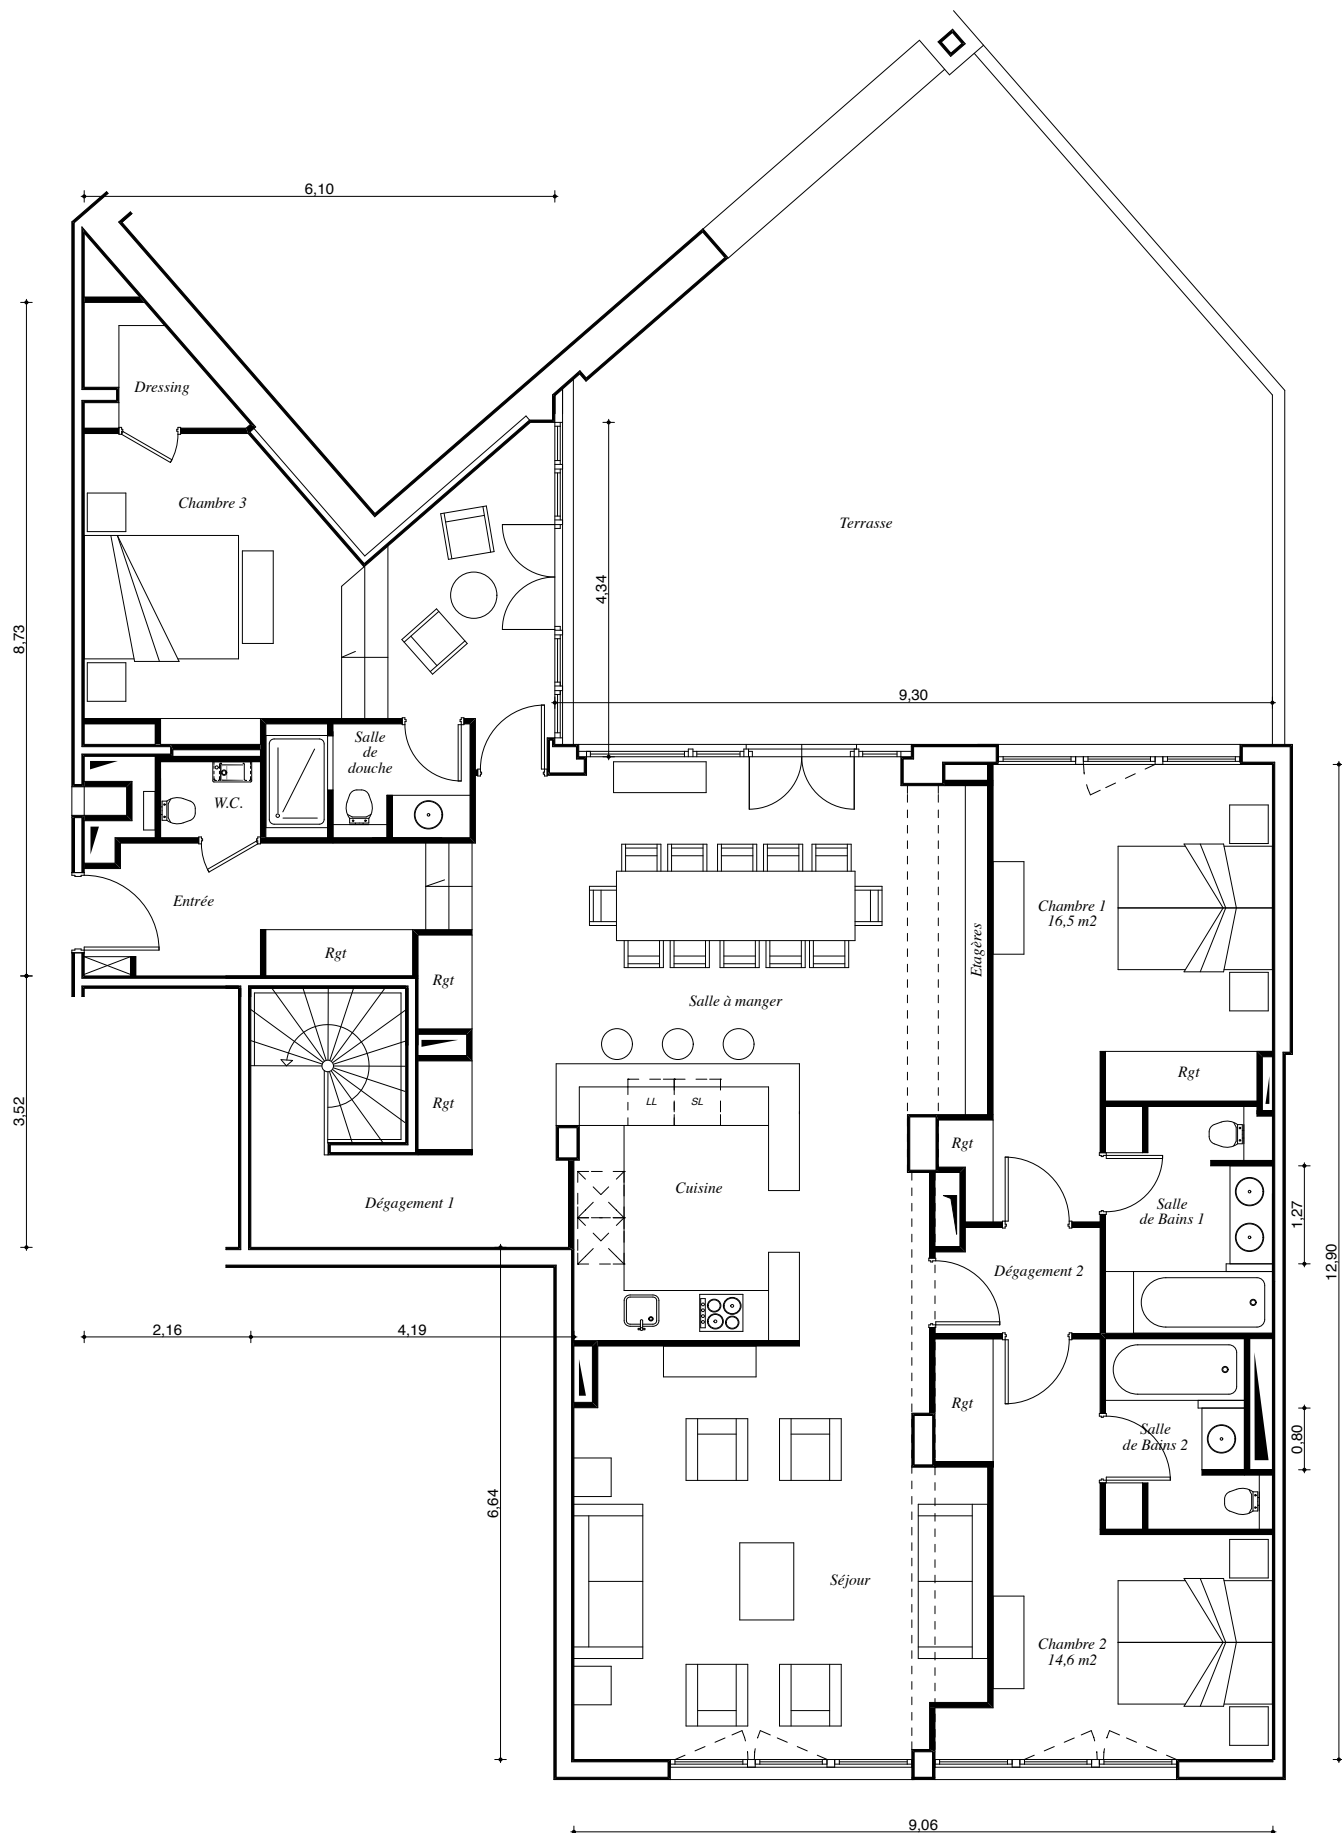 6,10
Dressing
Chambre 3
Terrasse
4,34
8,73
9,30
Salle
de
douche
W.C.
Entrée
Rgt
Rgt
Chambre 1
16,5 m2
Etagères
Salle à manger
Rgt
LL
SL
Rgt
3,52
Rgt
Cuisine
Dégagement 1
Salle
de Bains 1
1,27
Dégagement 2
12,90
2,16
4,19
Rgt
Salle
de Bains 2
0,80
6,64
Séjour
Chambre 2
14,6 m2
9,06